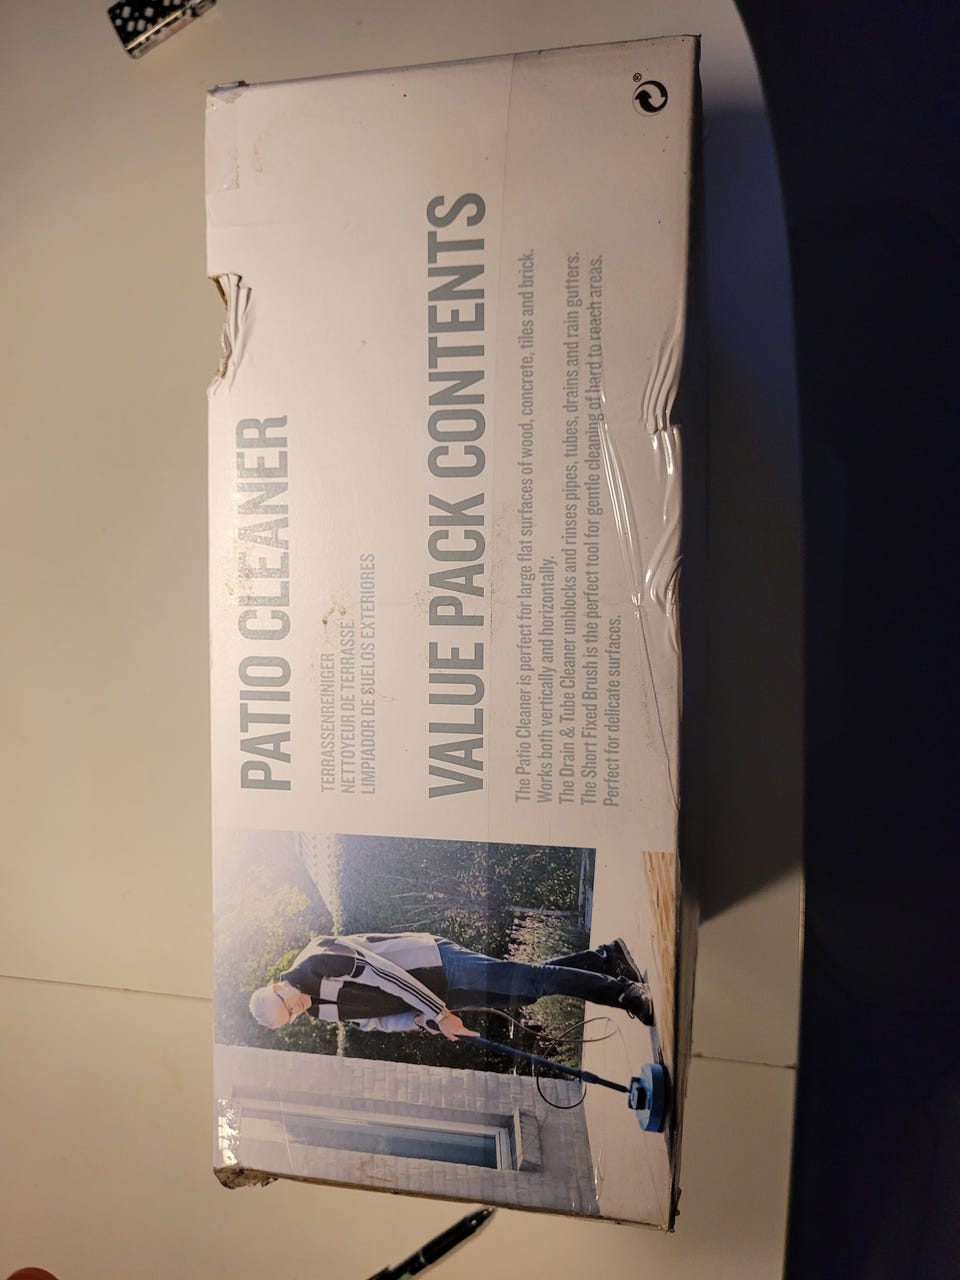 PATIO CLEANER
TERRASSENREINIGER
NETTOYEUR DE TERRASSE
LIMPIADOR DE SUELOS EXTERIORES
VALUE PACK CONTENTS
The Patio Cleaner is perfect for large flat surfaces of wood, concrete, tiles and brick.
Works both vertically and horizontally.
The Drain & Tube Cleaner unblocks and rinses pipes, tubes, drains and rain gutters.
The Short Fixed Brush is the perfect tool for gentle cleaning of hard to reach areas.
Perfect for delicate surfaces.
®